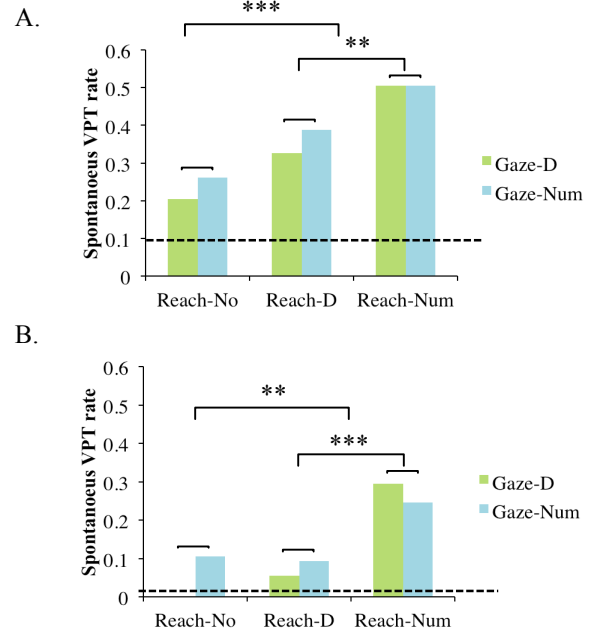 A.
***
**
0.6
0.5
0.4
0.3
0.2
0.1
0
Spontanoeus VPT rate
Reach-No Reach-D Reach-Num
Gaze-D
Gaze-Num
B.
**
***
0.6
0.5
0.4
0.3
0.2
0.1
0
Spontanoeus VPT rate
Reach-No Reach-D Reach-Num
Gaze-D
Gaze-Num